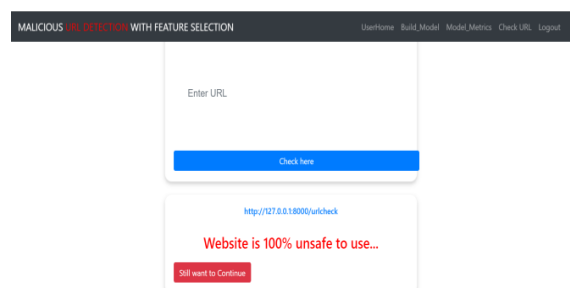 MALICIOUS URL DETECTION WITH FEATURE SELECTION
UserHome Build_Model Model_Metrics Check URL Logout
Enter URL
Check here
http://127.0.0.1:8000/urlcheck
Website is 100% unsafe to use...
Still want to Continue